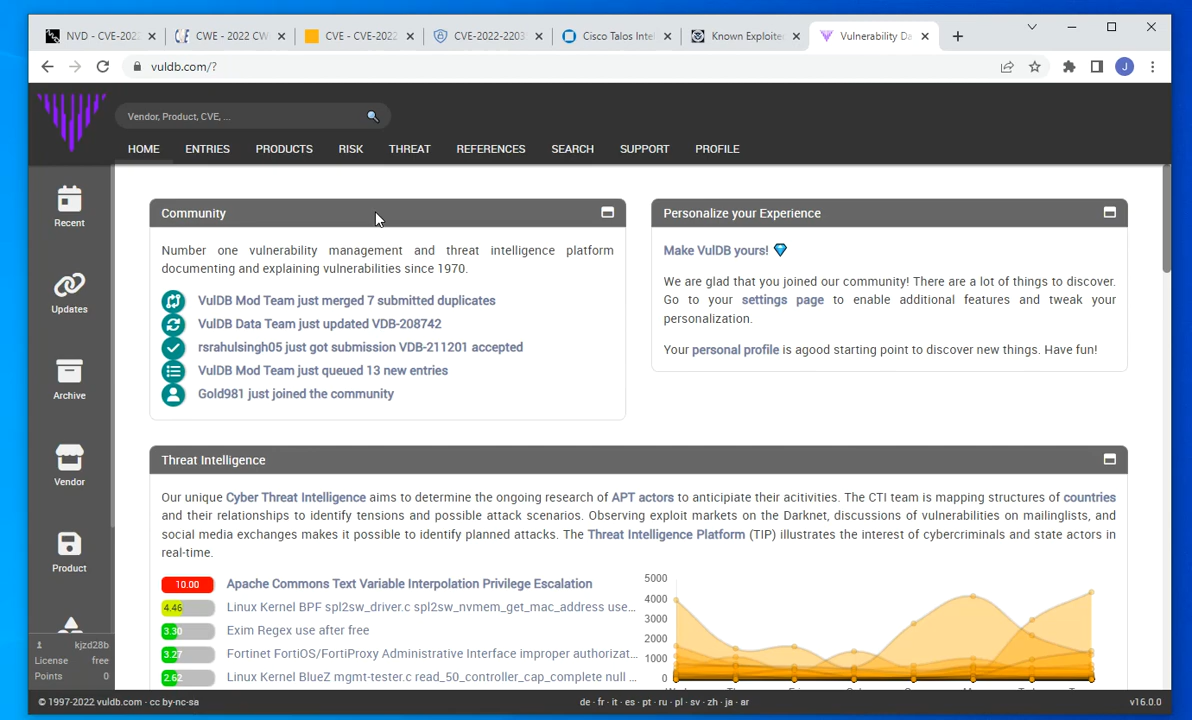 NVD - CVE-202
CWE - 2022 CW
CVE - CVE-2022
CVE-2022-2203
Cisco Talos Inte
Known Exploite
Vulnerability Da
vuldb.com/?
J
Vendor, Product, CVE, ...
HOME ENTRIES PRODUCTS RISK THREAT REFERENCES SEARCH SUPPORT PROFILE
Recent
Updates
Archive
Vendor
Product
kjzd28b
License free
Points 0
Community
Number one vulnerability management and threat intelligence platform
documenting and explaining vulnerabilities since 1970.
VulDB Mod Team just merged 7 submitted duplicates
VulDB Data Team just updated VDB-208742
rsrahulsingh05 just got submission VDB-211201 accepted
VulDB Mod Team just queued 13 new entries
Gold981 just joined the community
Personalize your Experience
Make VulDB yours!
We are glad that you joined our community! There are a lot of things to discover.
Go to your settings page to enable additional features and tweak your
personalization.
Your personal profile is agood starting point to discover new things. Have fun!
Threat Intelligence
Our unique Cyber Threat Intelligence aims to determine the ongoing research of APT actors to anticipiate their acitivities. The CTI team is mapping structures of countries
and their relationships to identify tensions and possible attack scenarios. Observing exploit markets on the Darknet, discussions of vulnerabilities on mailinglists, and
social media exchanges makes it possible to identify planned attacks. The Threat Intelligence Platform (TIP) illustrates the interest of cybercriminals and state actors in
real-time.
10.00 Apache Commons Text Variable Interpolation Privilege Escalation
4.46 Linux Kernel BPF spl2sw_driver.c spl2sw_nvmem_get_mac_address use...
3.30 Exim Regex use after free
3.27 Fortinet FortiOS/FortiProxy Administrative Interface improper authorizat...
2.62 Linux Kernel BlueZ mgmt-tester.c read_50_controller_cap_complete null ...
5000
4000
3000
2000
1000
0
© 1997-2022 vuldb.com · cc by-nc-sa
de · fr · it · es · pt · ru · pl · sv · zh · ja · ar
v16.0.0